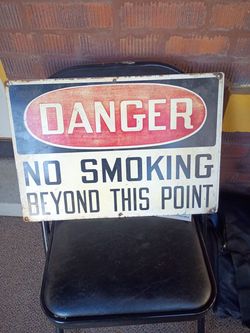 DANGER
NO SMOKING
BEYOND THIS POINT